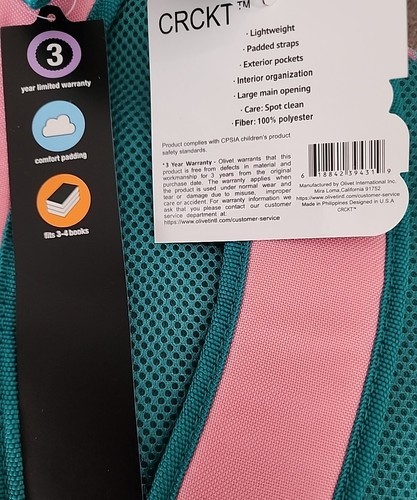 3
year limited warranty
comfort padding
fits 3-4 books
CRCKT™
· Lightweight
· Padded straps
· Exterior pockets
· Interior organization
· Large main opening
· Care: Spot clean
· Fiber: 100% polyester
Product complies with CPSIA children's product
safety standards.
*3 Year Warranty - Olivet warrants that this
product is free from defects in material and
workmanship for 3 years from the original
purchase date. The warranty applies when
the product is used under normal wear and
tear or damage due to misuse, improper
care or accident. For warranty information we
ask that you please contact our customer
service department at
https://www.olivetintl.com/customer-service
6 18842 39431 9
Manufactured by Olivet International Inc.
Mira Loma,California 91752
https://www.olivetintl.com/customer-service
Made in Philippines Designed in U.S.A
CRCKT™